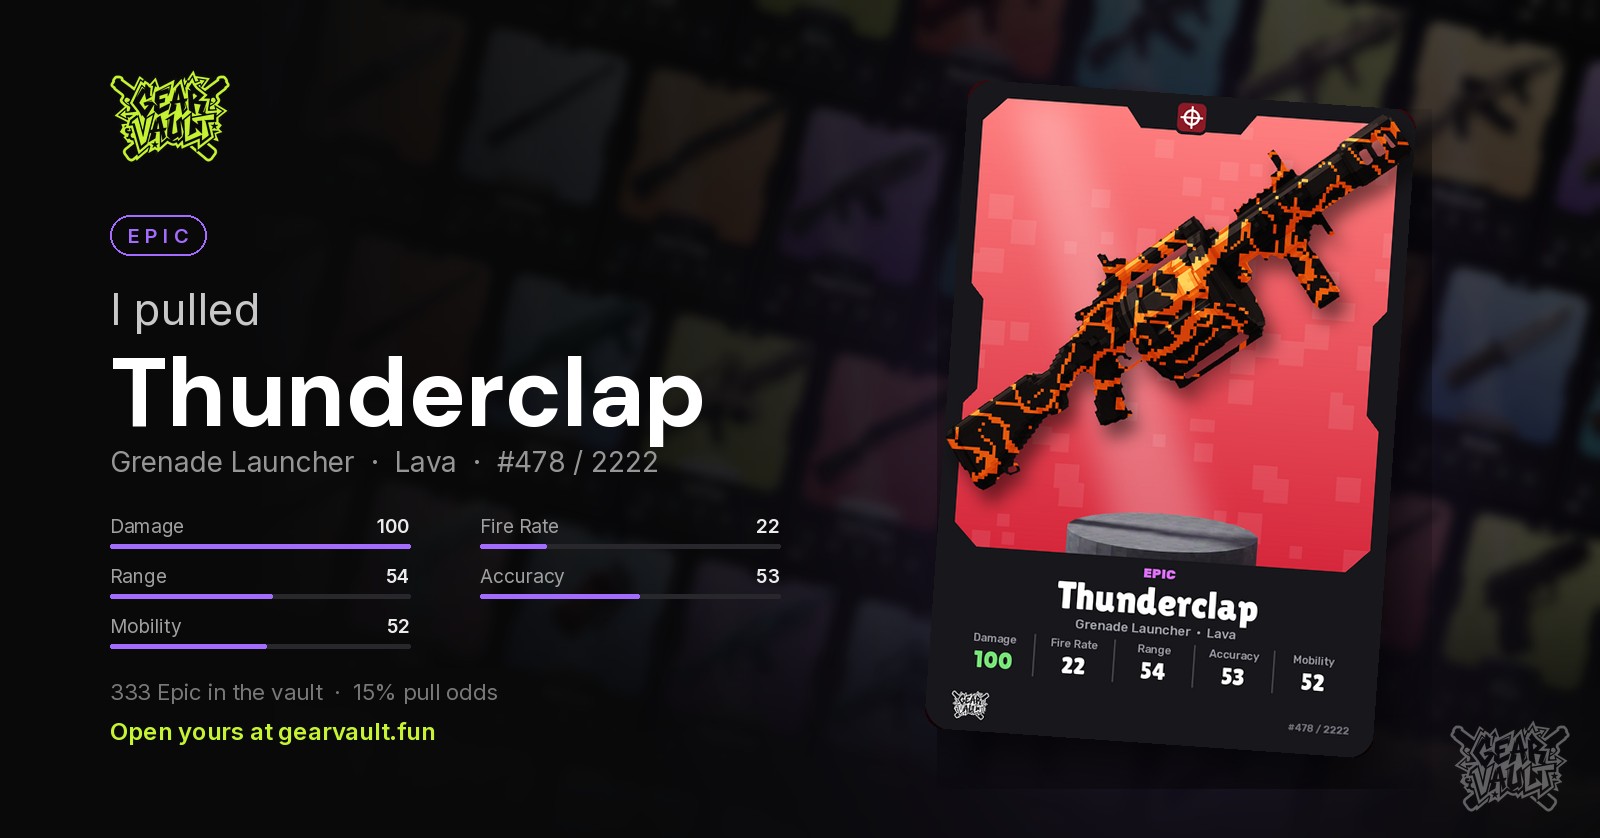 GEAR
VAULT
EPIC
I pulled
Thunderclap
Grenade Launcher · Lava · #478 / 2222
Damage 100
Fire Rate 22
Range 54
Accuracy 53
Mobility 52
333 Epic in the vault · 15% pull odds
Open yours at gearvault.fun
EPIC
Thunderclap
Grenade Launcher · Lava
Damage Fire Rate Range Accuracy Mobility
100 22 54 53 52
GEAR
VAULT
#478 / 2222
GEAR
VAULT